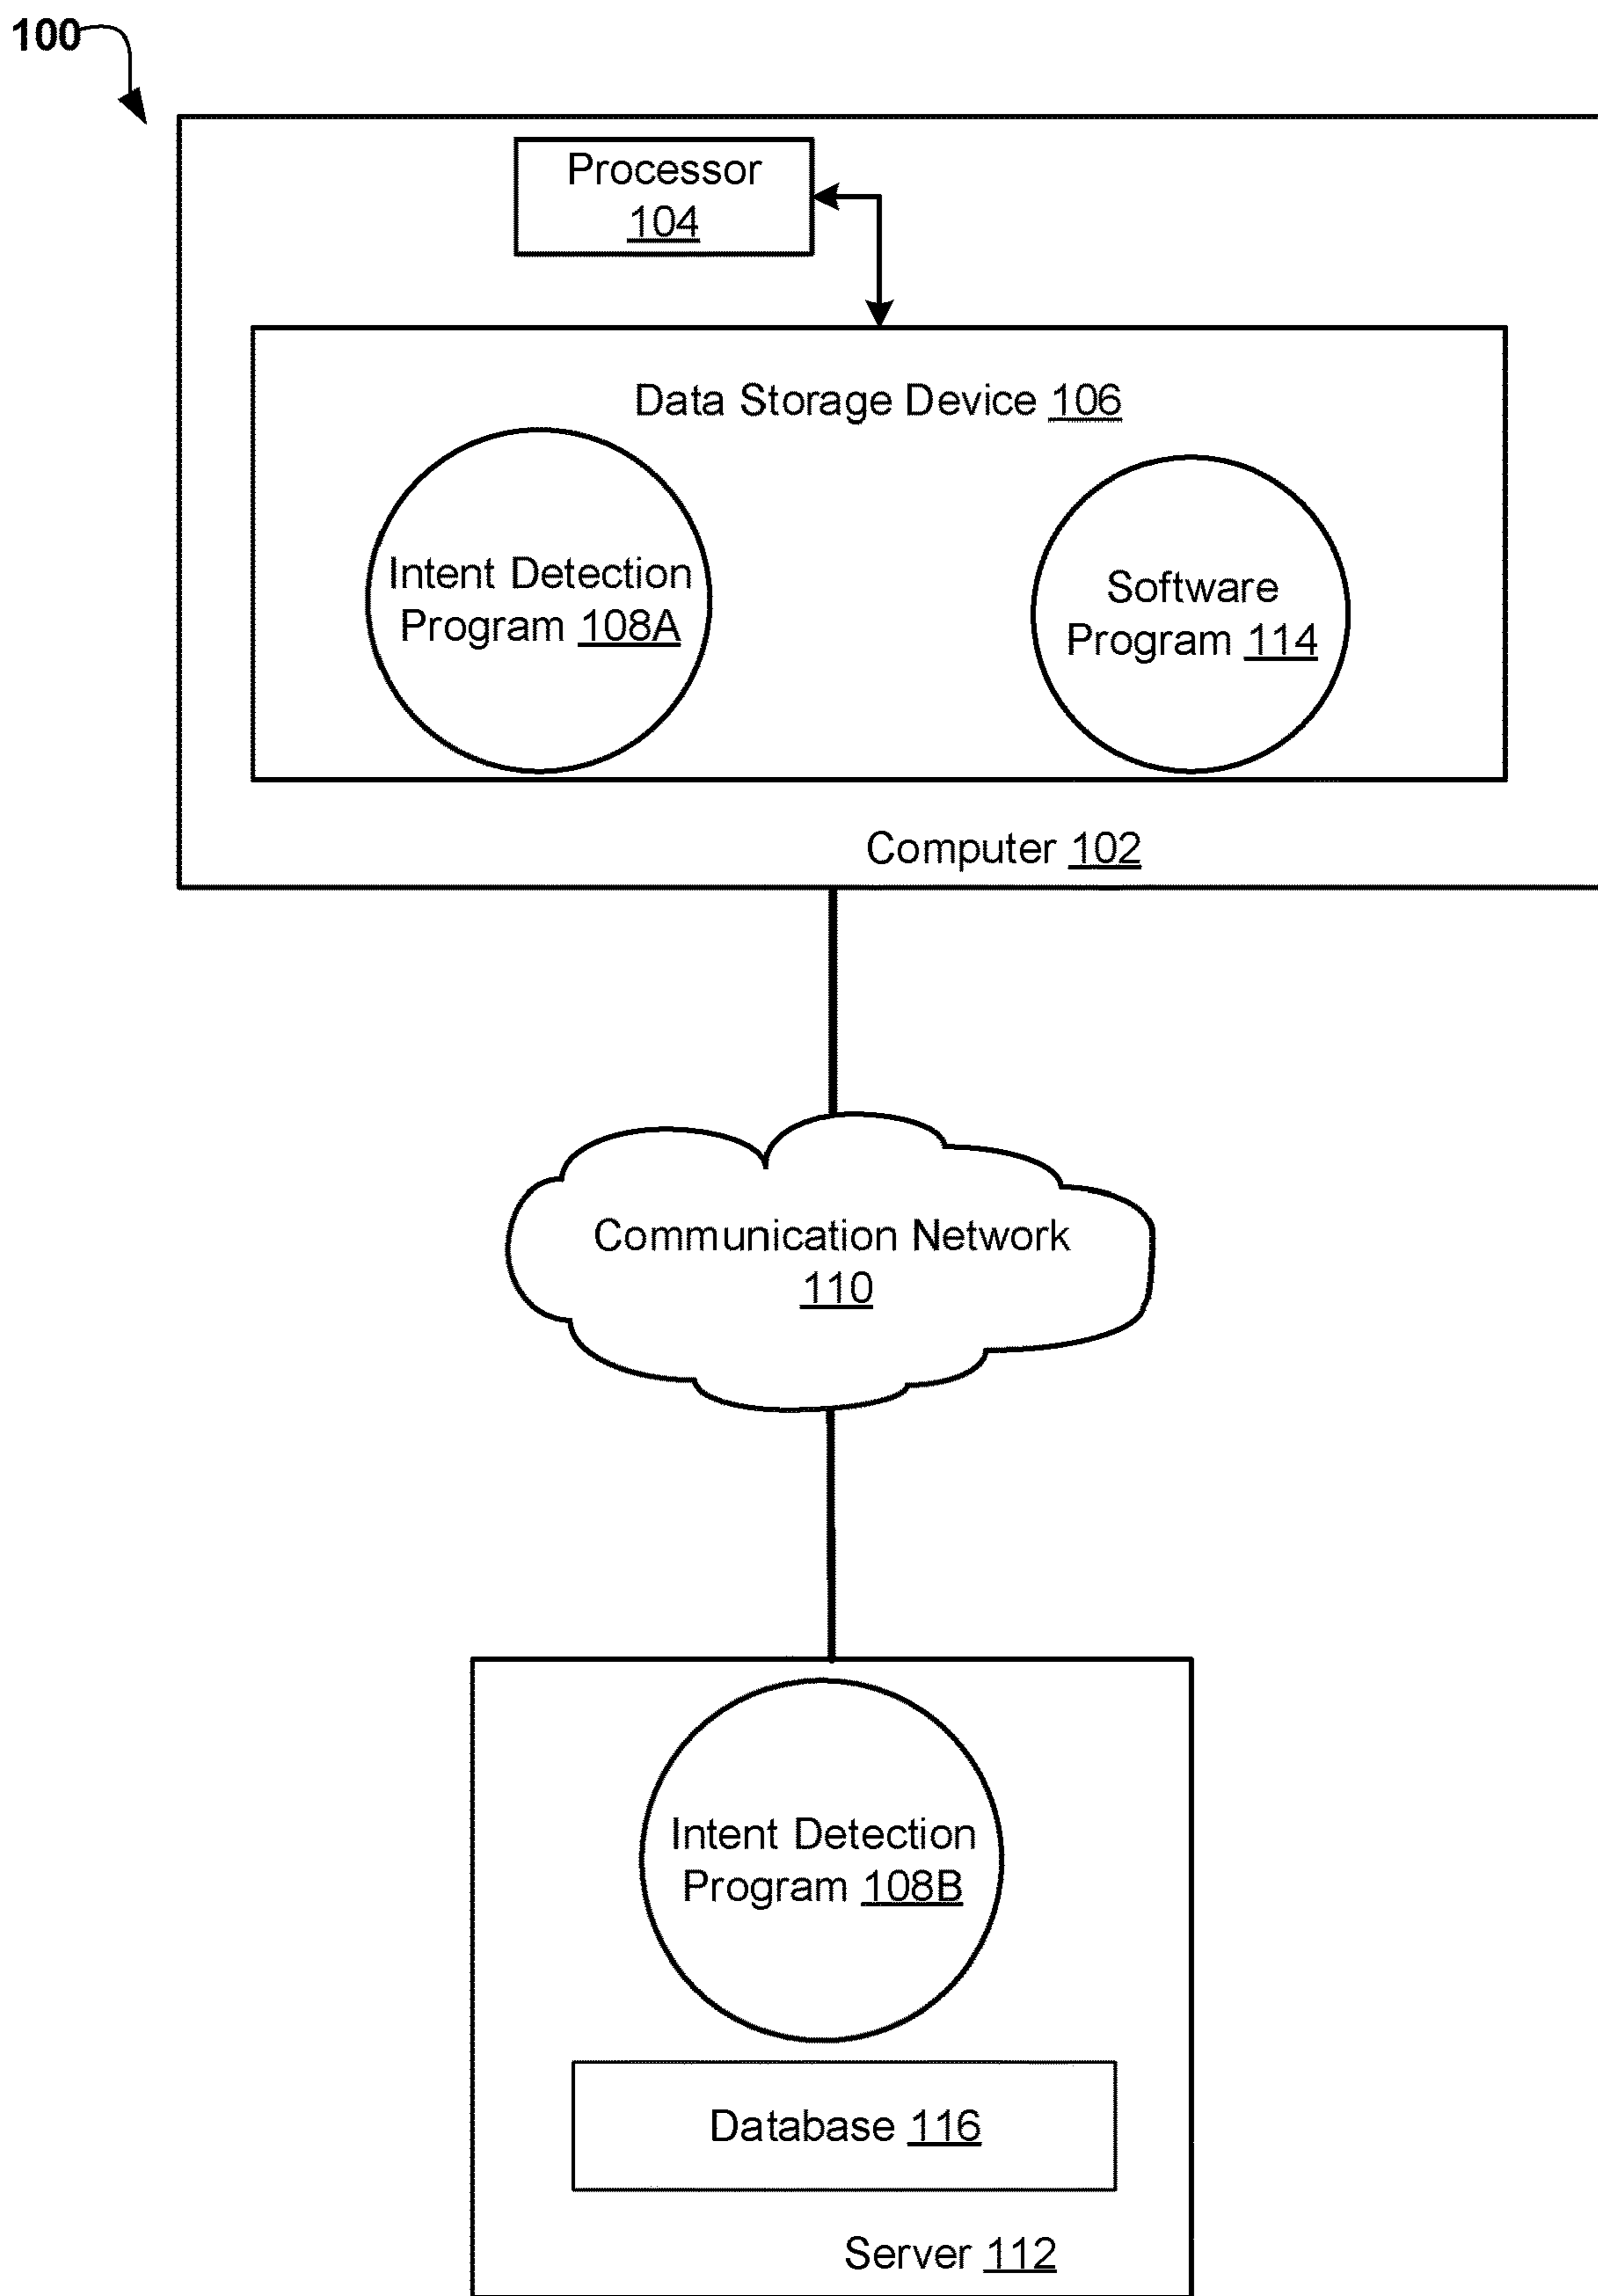 100
Processor
104
Data Storage Device 106
Intent Detection
Program 108A
Software
Program 114
Computer 102
Communication Network
110
Intent Detection
Program 108B
Database 116
Server 112